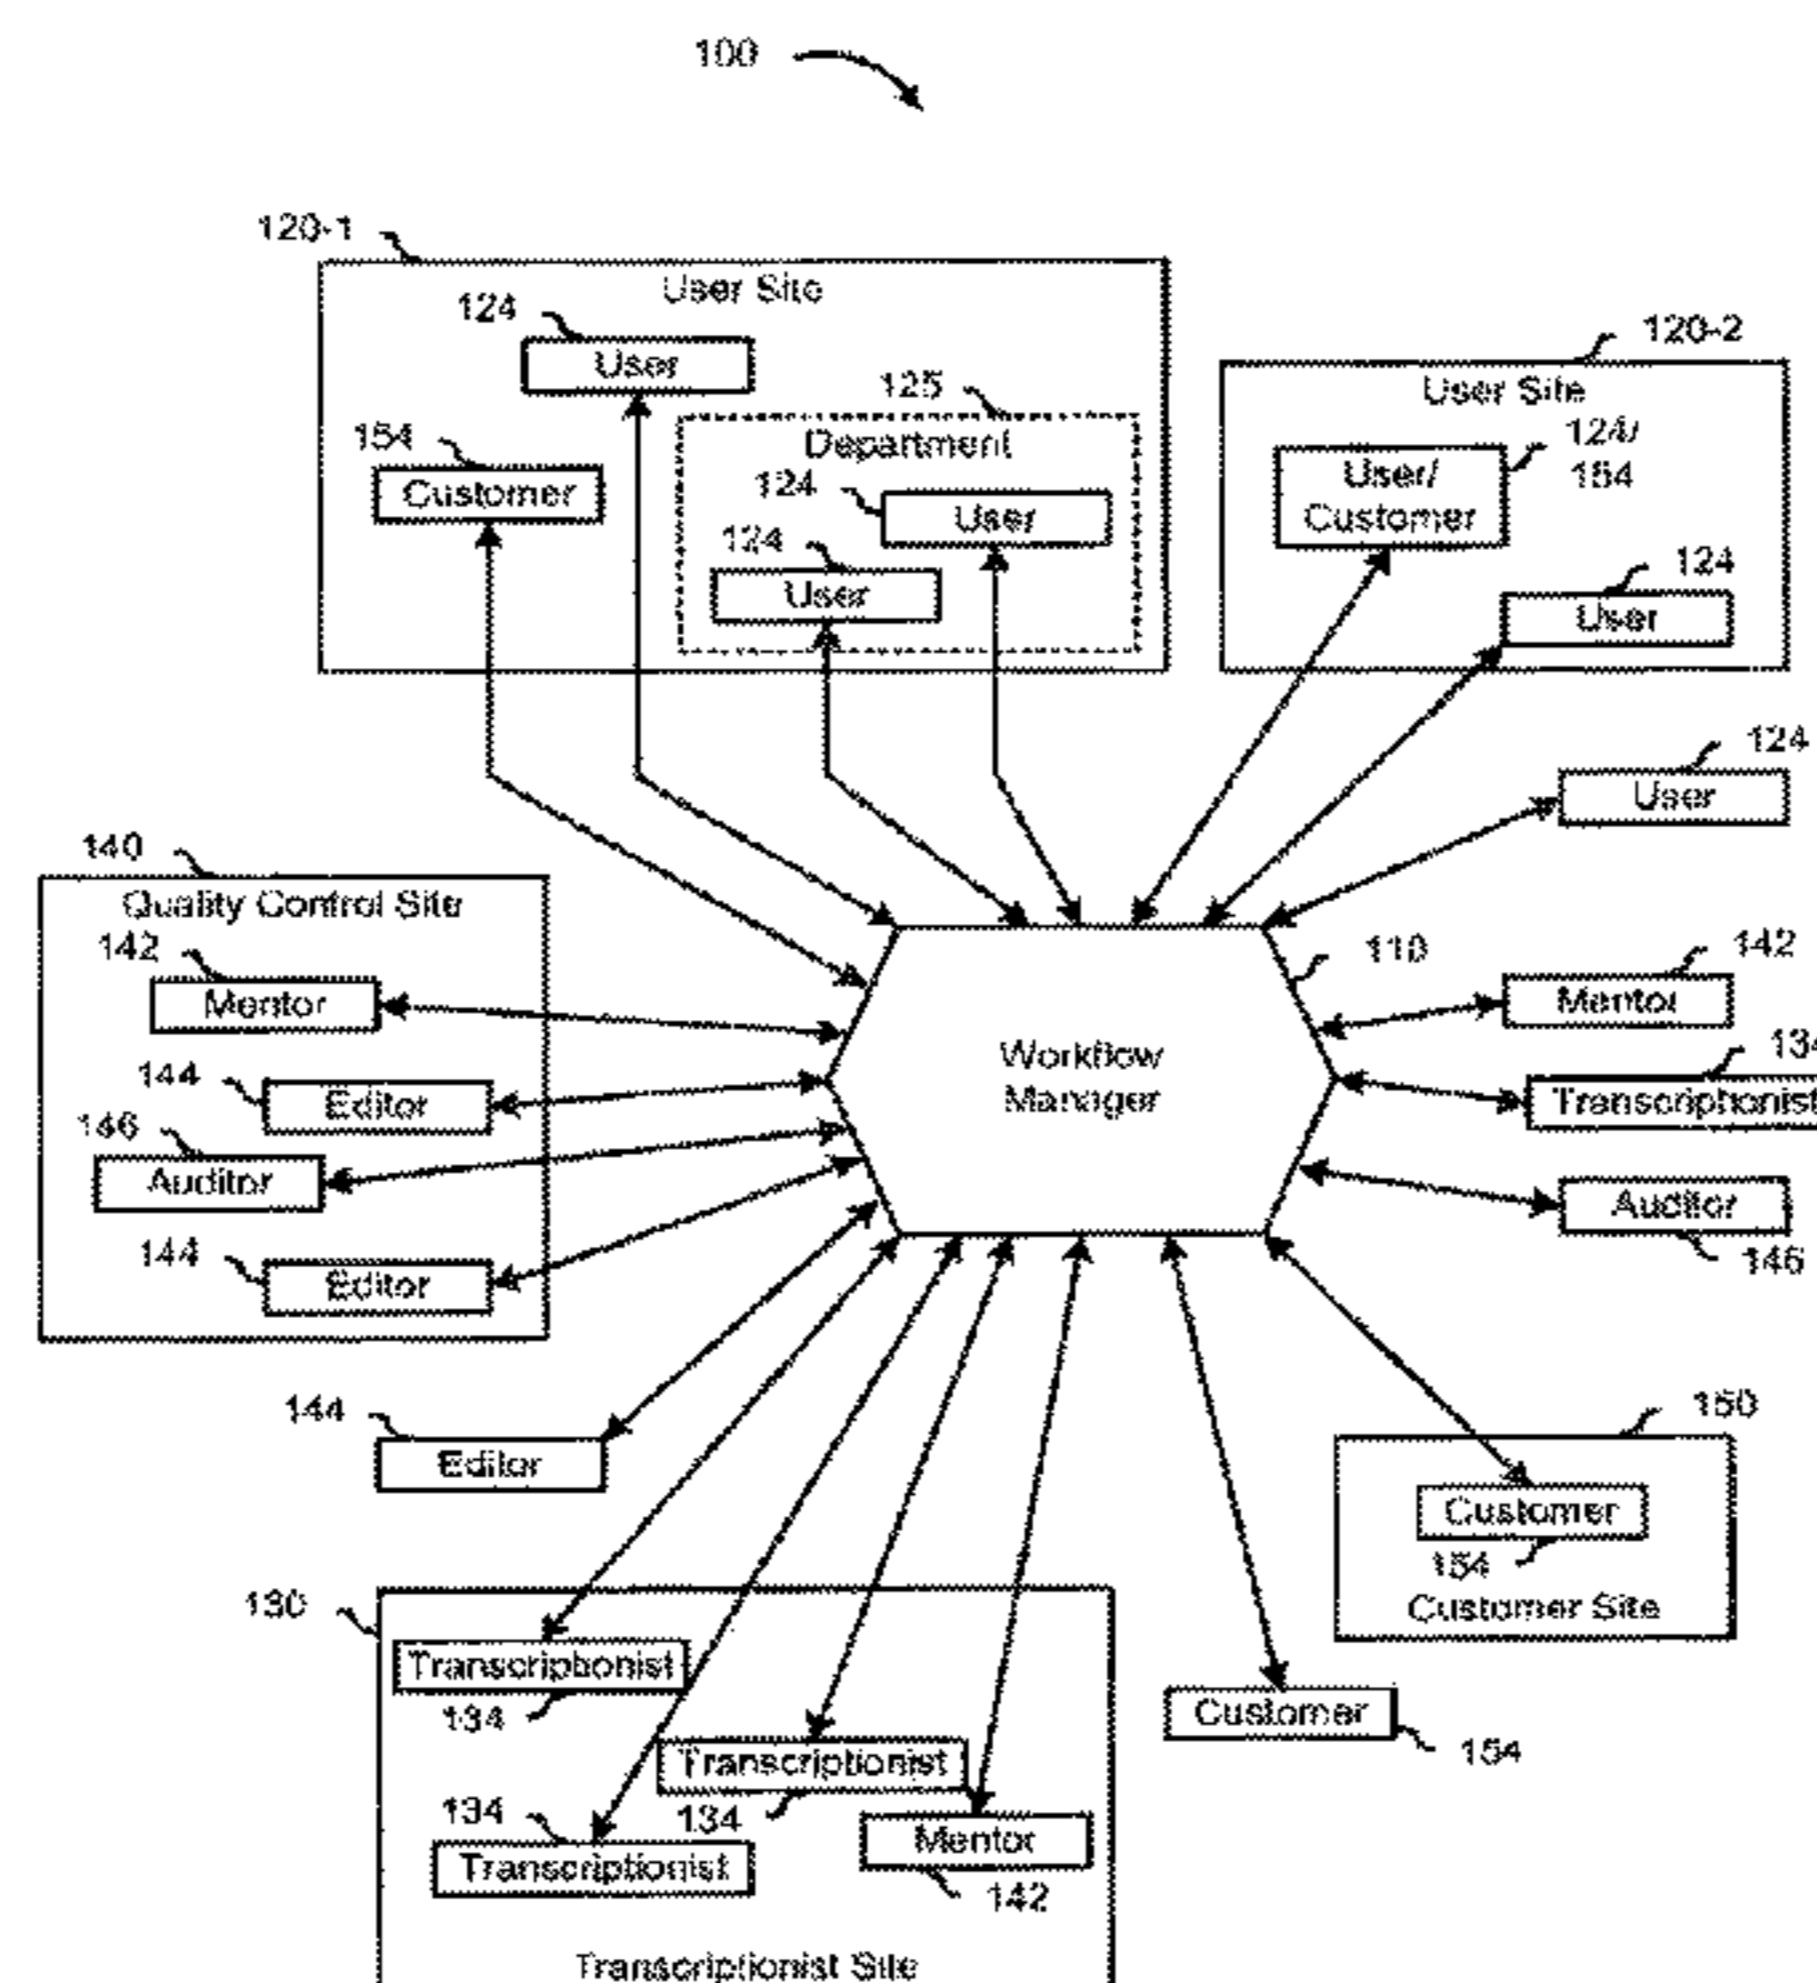 100
120-1
User Site
124
User
120-2
User Site
125
Department
154
Customer
124
User
124/
154
User/
Customer
124
User
124
User
124
User
140
Quality Control Site
142
Mentor
110
142
Mentor
Workflow
Manager
144
Editor
134
Transcriptionist
146
Auditor
Auditor
146
144
Editor
144
Editor
150
Customer
154
Customer Site
130
Transcriptionist
134
Customer
154
Transcriptionist
134
134
Transcriptionist
Mentor
142
Transcriptionist Site